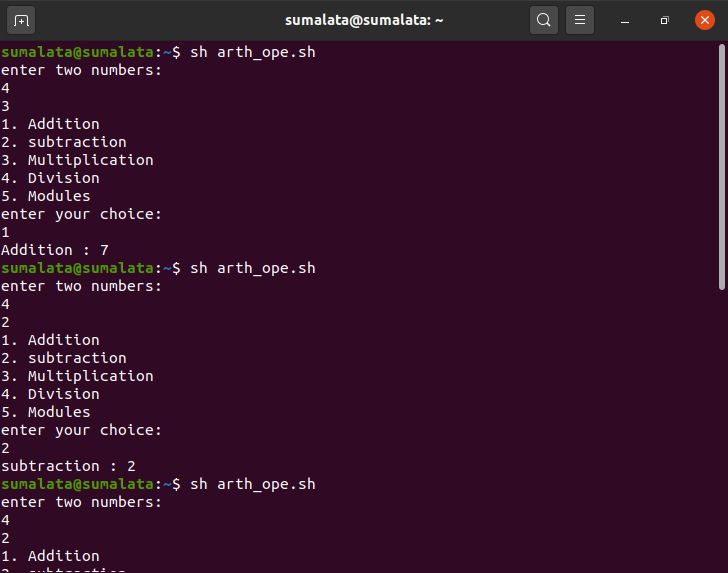 sumalata@sumalata: ~
sumalata@sumalata:~$ sh arth_ope.sh
enter two numbers:
4
3
1. Addition
2. subtraction
3. Multiplication
4. Division
5. Modules
enter your choice:
1
Addition : 7
sumalata@sumalata:~$ sh arth_ope.sh
enter two numbers:
4
2
1. Addition
2. subtraction
3. Multiplication
4. Division
5. Modules
enter your choice:
2
subtraction : 2
sumalata@sumalata:~$ sh arth_ope.sh
enter two numbers:
4
2
1. Addition
2. subtraction